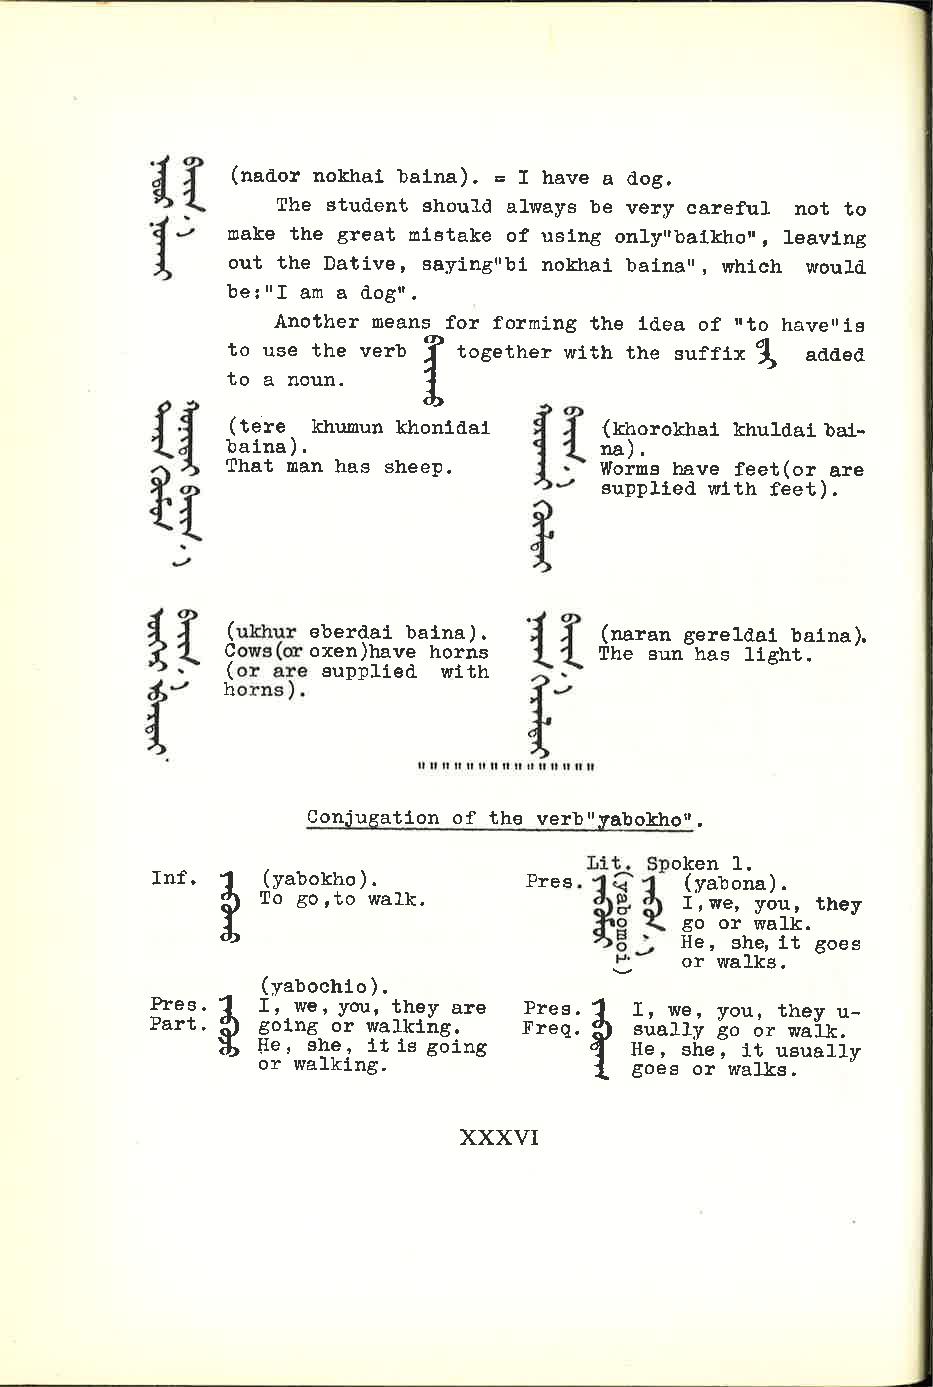 (nador nokhai baina). = I have a dog.
The student should always be very careful not to
make the great mistake of using only"baikho", leaving
out the Dative, saying"bi nokhai baina", which would
be:"I am a dog".
Another means for forming the idea of "to have"is
to use the verb together with the suffix added
to a noun.
(tere khumun khonidai
baina).
That man has sheep.
(khorokhai khuldai bai-
na).
Worms have feet(or are
supplied with feet).
(ukhur eberdai baina).
Cows(or oxen)have horns
(or are supplied with
horns).
(naran gereldai baina).
The sun has light.
"""""""""""""""
Conjugation of the verb"yabokho".
Inf. (yabokho).
To go,to walk.
Lit. Spoken l.
Pres. (yabomoi) (yabona).
I,we, you, they
go or walk.
He, she, it goes
or walks.
(yabochio).
Pres. I, we, you, they are
Part. going or walking.
He, she, it is going
or walking.
Pres. I, we, you, they u-
Freq. sually go or walk.
He, she, it usually
goes or walks.
XXXVI